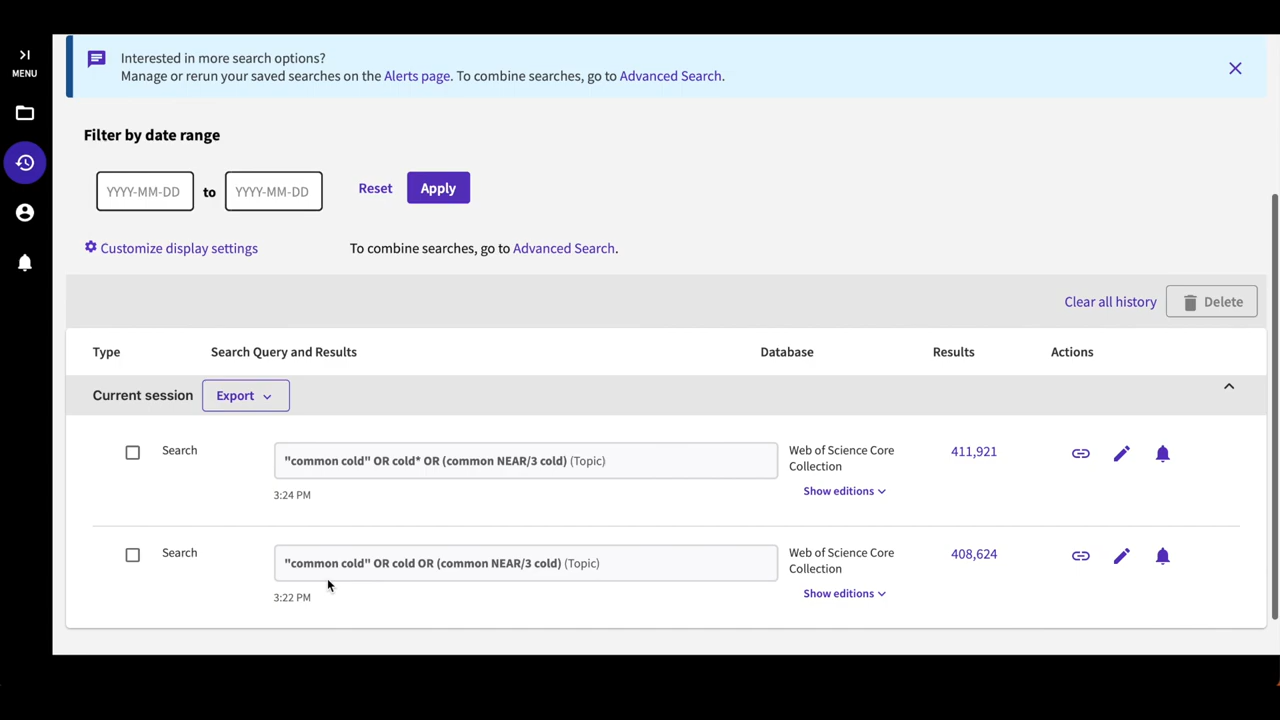 MENU
Interested in more search options?
Manage or rerun your saved searches on the Alerts page. To combine searches, go to Advanced Search.
Filter by date range
YYYY-MM-DD to YYYY-MM-DD Reset Apply
Customize display settings To combine searches, go to Advanced Search.
Clear all history Delete
Type Search Query and Results Database Results Actions
Current session Export
Search "common cold" OR cold* OR (common NEAR/3 cold) (Topic) Web of Science Core Collection 411,921
Show editions
3:24 PM
Search "common cold" OR cold OR (common NEAR/3 cold) (Topic) Web of Science Core Collection 408,624
Show editions
3:22 PM